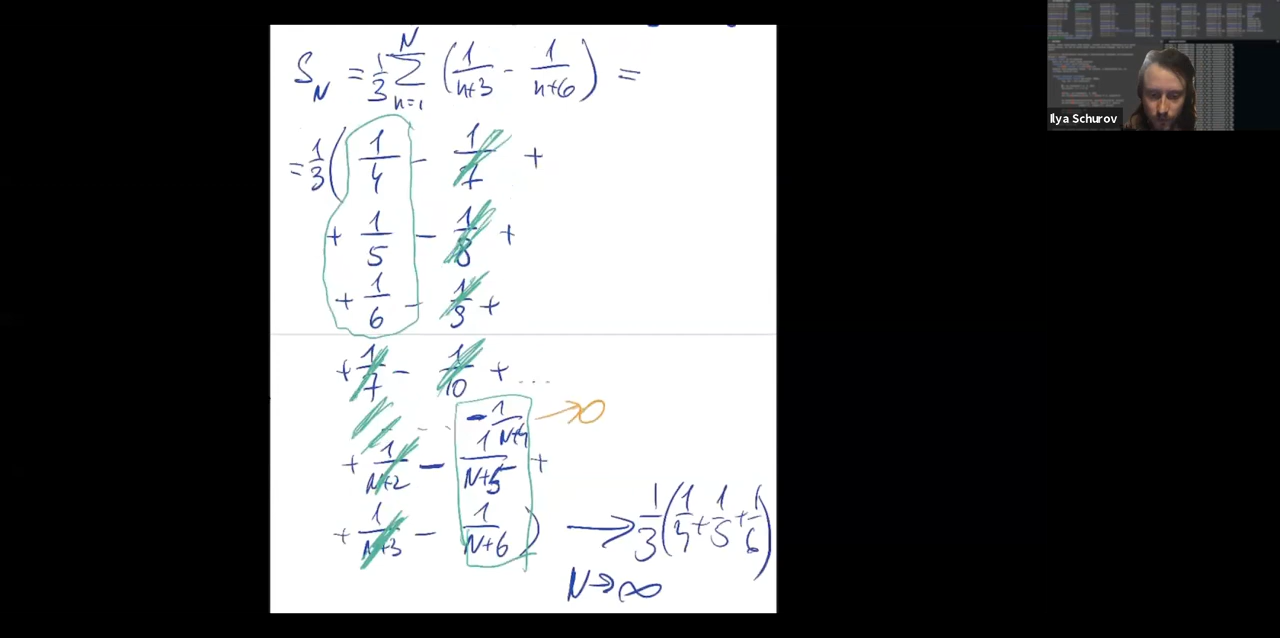 S_N = 1/3 \sum_{n=1}^{N} (1/(n+3) - 1/(n+6)) =
= 1/3 ( 1/4 - 1/7 +
+ 1/5 - 1/8 +
+ 1/6 - 1/9 +
+ 1/7 - 1/10 + ...
... - 1/(N+4) → 0
+ 1/(N+2) - 1/(N+5) +
+ 1/(N+3) - 1/(N+6) ) → 1/3 (1/4 + 1/5 + 1/6)
N → ∞
Ilya Schurov